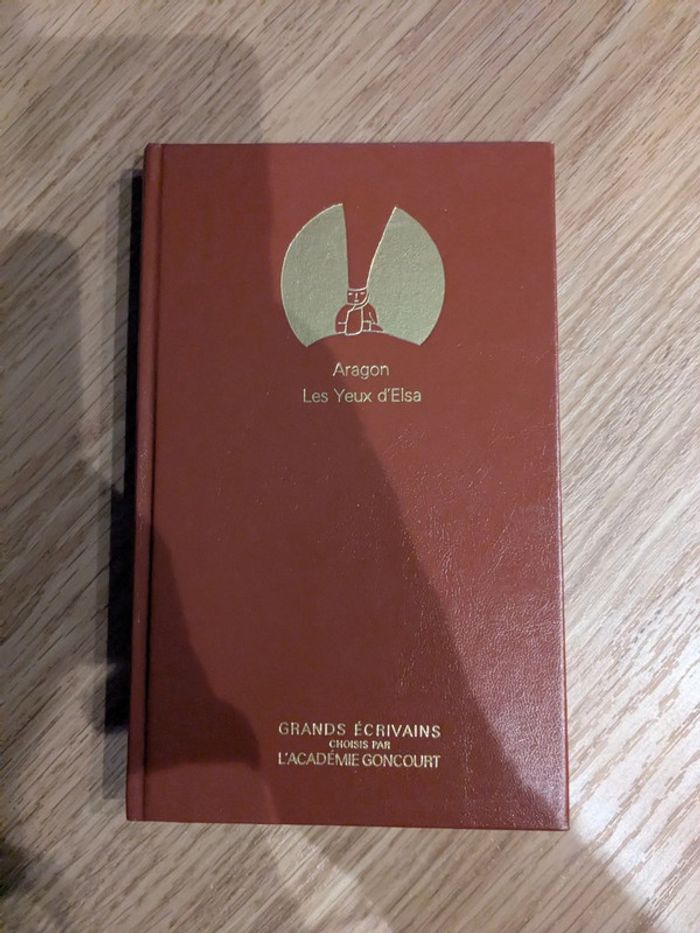 Aragon
Les Yeux d'Elsa
GRANDS ÉCRIVAINS
CHOISIS PAR
L'ACADÉMIE GONCOURT